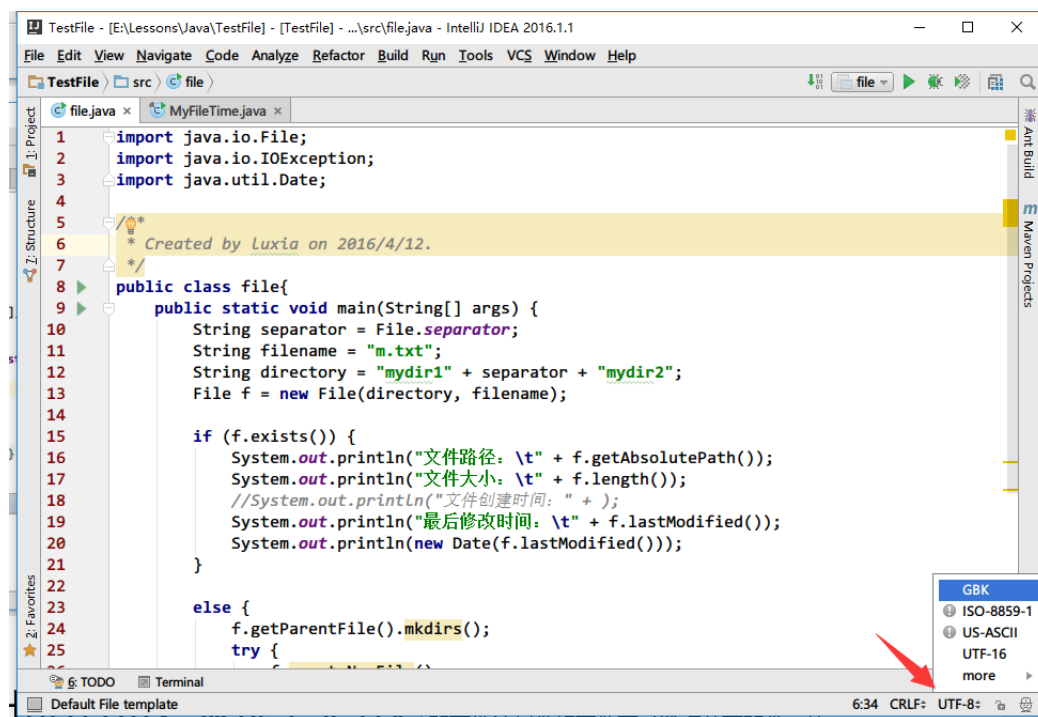 TestFile - [E:\Lessons\Java\TestFile] - [TestFile] - ...\src\file.java - IntelliJ IDEA 2016.1.1
File Edit View Navigate Code Analyze Refactor Build Run Tools VCS Window Help
TestFile src file
file
file.java × MyFileTime.java ×
1: Project
7: Structure
2: Favorites
Ant Build
Maven Projects
1 import java.io.File;
2 import java.io.IOException;
3 import java.util.Date;
4
5 /**
6 * Created by Luxia on 2016/4/12.
7 */
8 public class file{
9 public static void main(String[] args) {
10 String separator = File.separator;
11 String filename = "m.txt";
12 String directory = "mydir1" + separator + "mydir2";
13 File f = new File(directory, filename);
14
15 if (f.exists()) {
16 System.out.println("文件路径：\t" + f.getAbsolutePath());
17 System.out.println("文件大小：\t" + f.length());
18 //System.out.println("文件创建时间：" + );
19 System.out.println("最后修改时间：\t" + f.lastModified());
20 System.out.println(new Date(f.lastModified()));
21 }
22
23 else {
24 f.getParentFile().mkdirs();
25 try {
GBK
ISO-8859-1
US-ASCII
UTF-16
more
6: TODO Terminal
Default File template 6:34 CRLF UTF-8